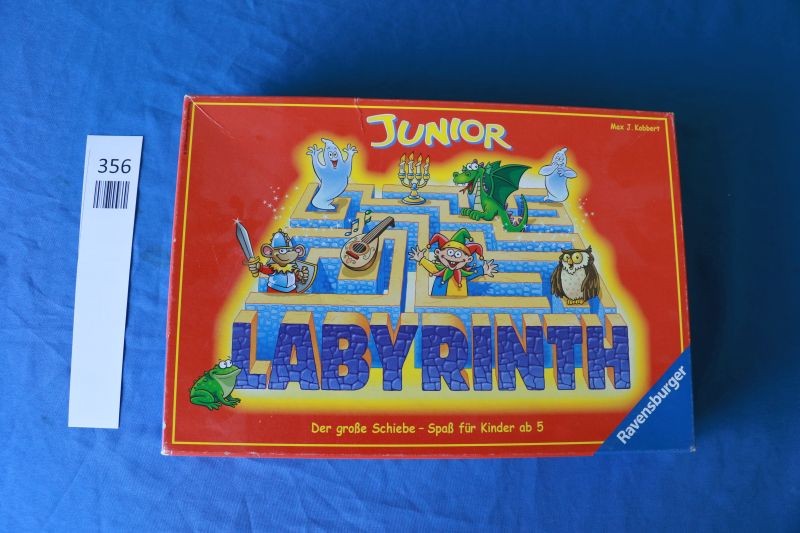 356
JUNIOR
Max J. Kobbert
LABYRINTH
Der große Schiebe - Spaß für Kinder ab 5
Ravensburger